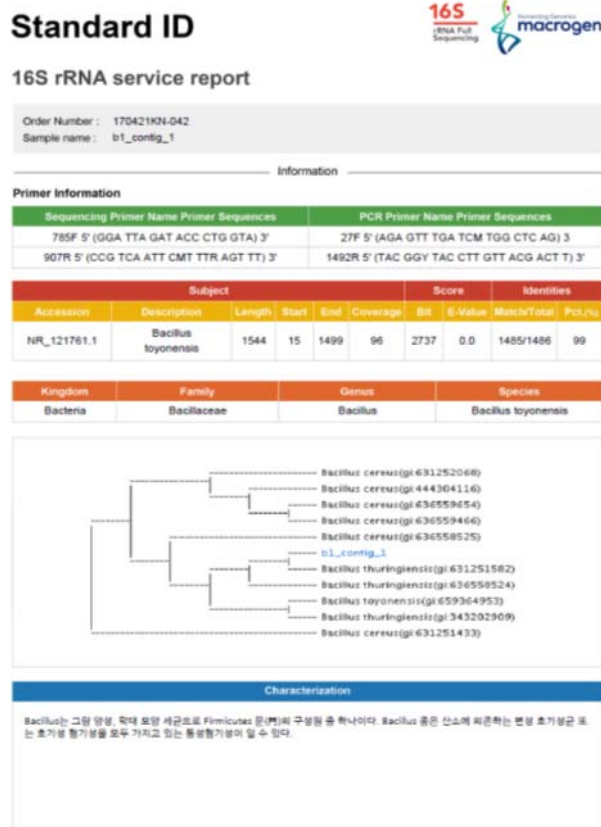 Standard ID
16S
rRNA Full
Sequencing
Humanizing Genomics
macrogen
16S rRNA service report
Order Number : 170421KN-042
Sample name : b1_contig_1
Information
Primer Information
Sequencing Primer Name Primer Sequences PCR Primer Name Primer Sequences
785F 5' (GGA TTA GAT ACC CTG GTA) 3' 27F 5' (AGA GTT TGA TCM TGG CTC AG) 3
907R 5' (CCG TCA ATT CMT TTR AGT TT) 3' 1492R 5' (TAC GGY TAC CTT GTT ACG ACT T) 3'
Subject Score Identities
Accession Description Length Start End Coverage Bit E-Value Match/Total Pct.(%)
NR_121761.1 Bacillus toyonensis 1544 15 1499 96 2737 0.0 1485/1486 99
Kingdom Family Genus Species
Bacteria Bacillaceae Bacillus Bacillus toyonensis
Bacillus cereus(gi:631252068)
Bacillus cereus(gi:444304116)
Bacillus cereus(gi:636559654)
Bacillus cereus(gi:636559466)
Bacillus cereus(gi:636558525)
b1_contig_1
Bacillus thuringiensis(gi:631251582)
Bacillus thuringiensis(gi:636558524)
Bacillus toyonensis(gi:659364953)
Bacillus thuringiensis(gi:343202909)
Bacillus cereus(gi:631251433)
Characterization
Bacillus는 그람 양성, 막대 모양 세균으로 Firmicutes 문(門)의 구성원 중 하나이다. Bacillus 종은 산소에 의존하는 편성 호기성균 또
는 호기성 혐기성을 모두 가지고 있는 통성혐기성이 일 수 있다.